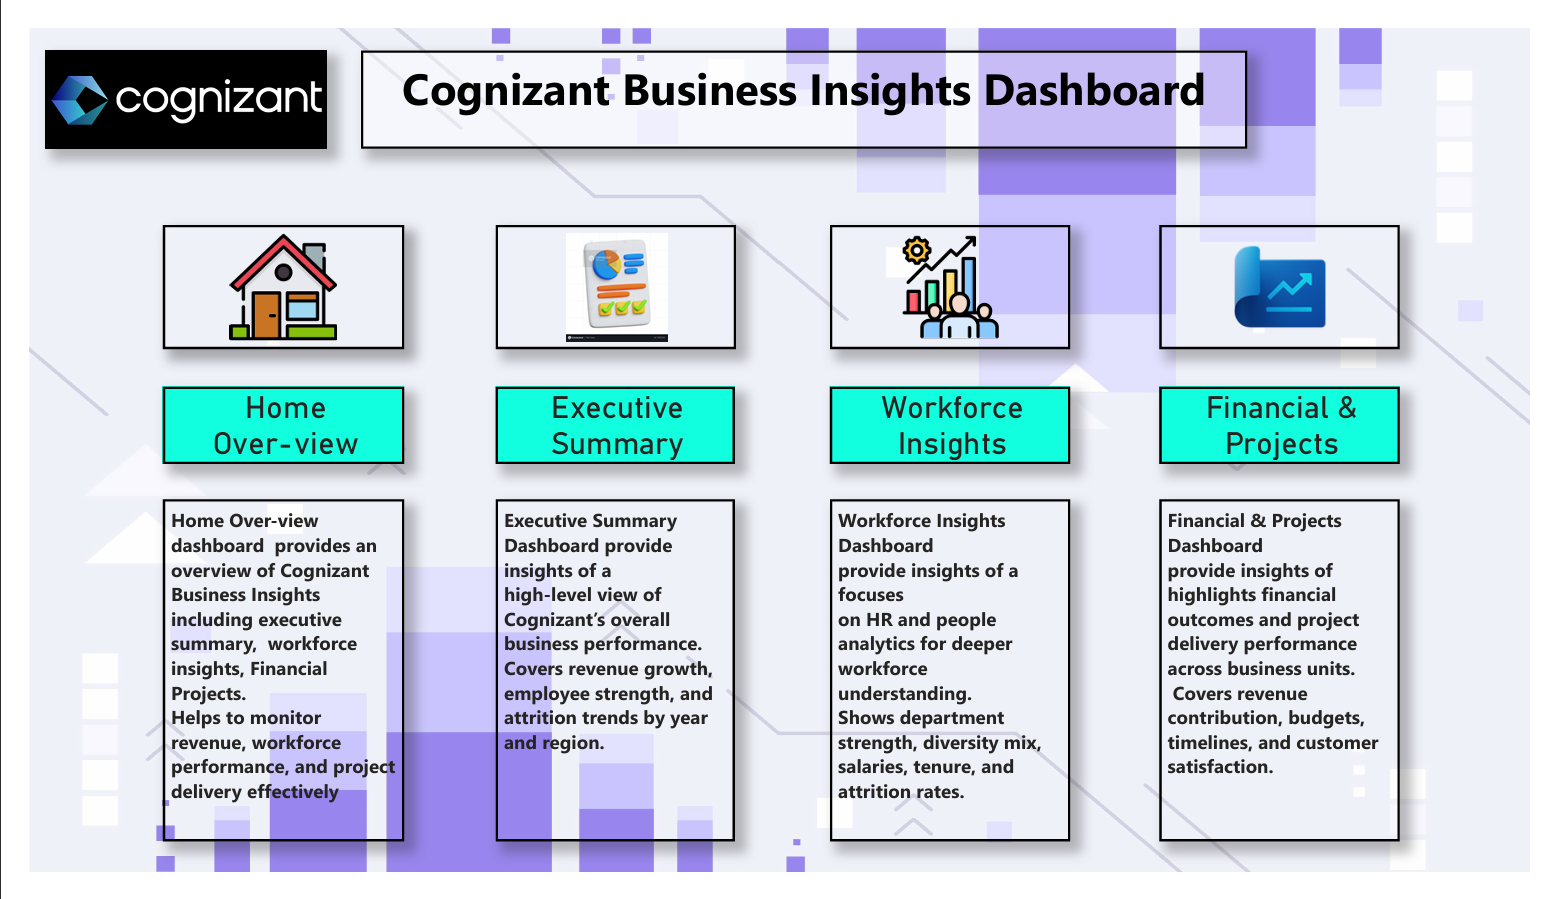 cognizant
Cognizant Business Insights Dashboard
Home
Over-view
Executive
Summary
Workforce
Insights
Financial &
Projects
Home Over-view
dashboard  provides an
overview of Cognizant
Business Insights
including executive
summary,  workforce
insights, Financial
Projects.
Helps to monitor
revenue, workforce
performance, and project
delivery effectively
Executive Summary
Dashboard provide
insights of a
high-level view of
Cognizant’s overall
business performance.
Covers revenue growth,
employee strength, and
attrition trends by year
and region.
Workforce Insights
Dashboard
provide insights of a
focuses
on HR and people
analytics for deeper
workforce
understanding.
Shows department
strength, diversity mix,
salaries, tenure, and
attrition rates.
Financial & Projects
Dashboard
provide insights of
highlights financial
outcomes and project
delivery performance
across business units.
Covers revenue
contribution, budgets,
timelines, and customer
satisfaction.